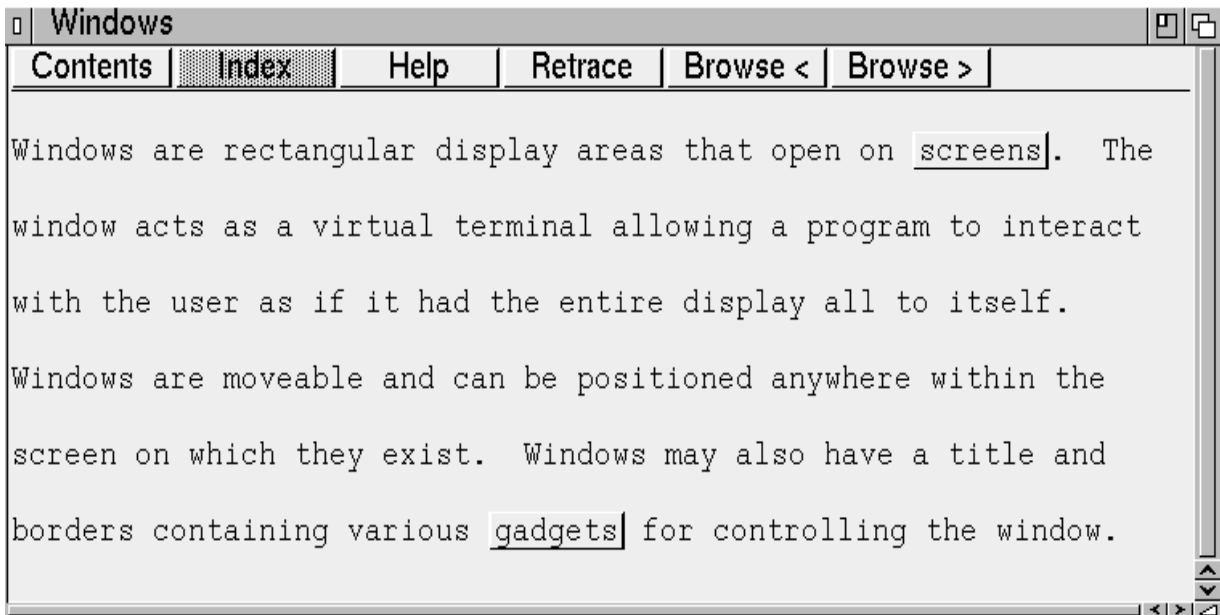 Windows
Contents Index Help Retrace Browse < Browse >
Windows are rectangular display areas that open on screens.  The
window acts as a virtual terminal allowing a program to interact
with the user as if it had the entire display all to itself.
Windows are moveable and can be positioned anywhere within the
screen on which they exist.  Windows may also have a title and
borders containing various gadgets for controlling the window.